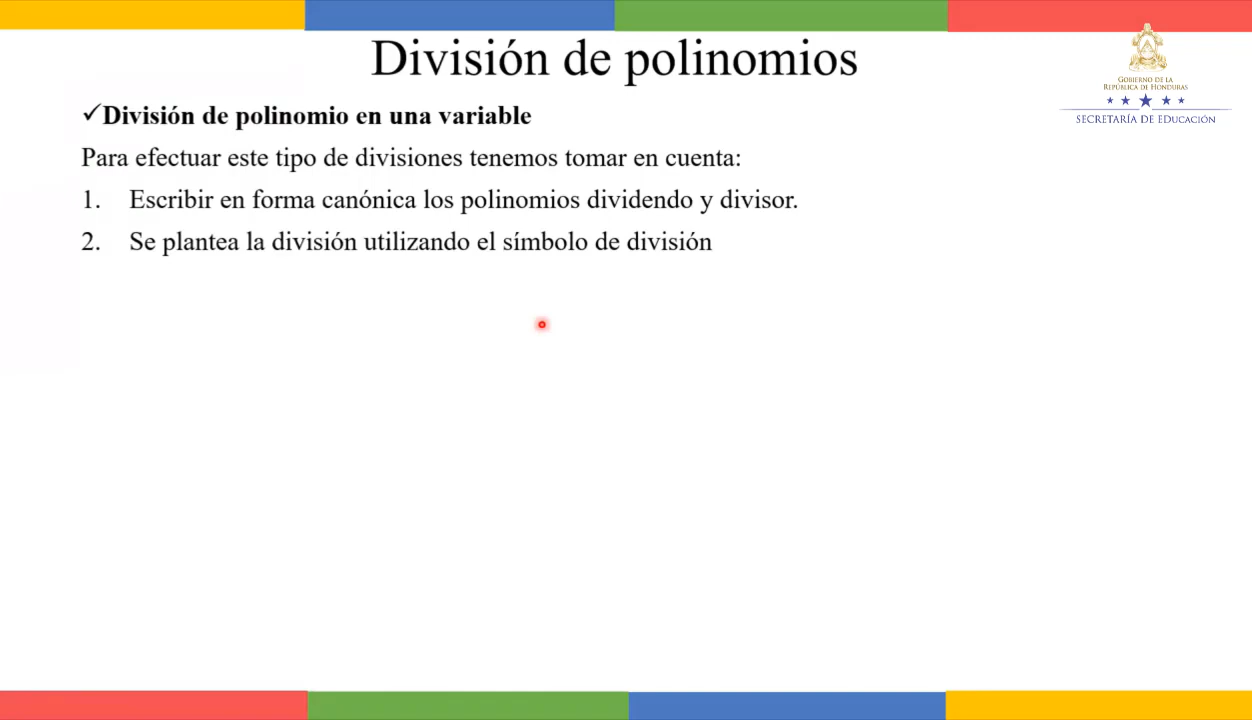 División de polinomios
✓División de polinomio en una variable
Para efectuar este tipo de divisiones tenemos tomar en cuenta:
1. Escribir en forma canónica los polinomios dividendo y divisor.
2. Se plantea la división utilizando el símbolo de división
GOBIERNO DE LA
REPÚBLICA DE HONDURAS
SECRETARÍA DE EDUCACIÓN